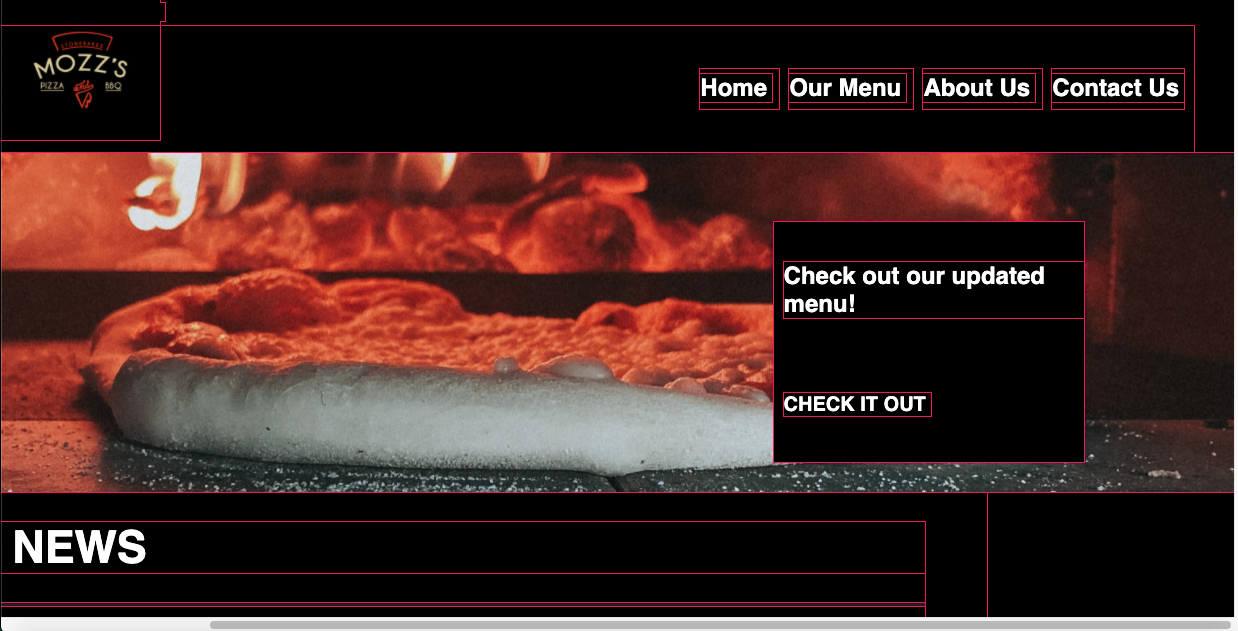 STONEBAKED
MOZZ'S
PIZZA and BBQ
Home Our Menu About Us Contact Us
Check out our updated
menu!
CHECK IT OUT
NEWS